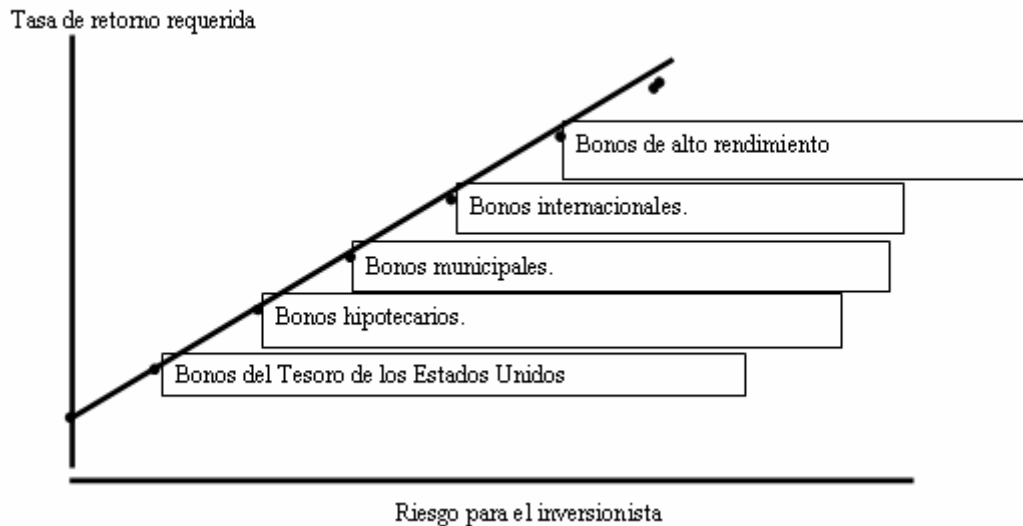 Tasa de retorno requerida
Bonos de alto rendimiento
Bonos internacionales.
Bonos municipales.
Bonos hipotecarios.
Bonos del Tesoro de los Estados Unidos
Riesgo para el inversionista